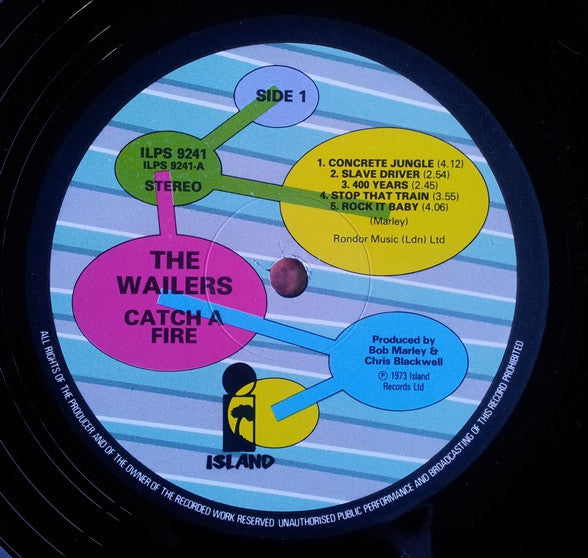 SIDE 1
ILPS 9241
ILPS 9241-A
STEREO
1. CONCRETE JUNGLE (4.12)
2. SLAVE DRIVER (2.54)
3. 400 YEARS (2.45)
4. STOP THAT TRAIN (3.55)
5. ROCK IT BABY (4.06)
(Marley)
Rondor Music (Ldn) Ltd
THE
WAILERS
CATCH A
FIRE
Produced by
Bob Marley &
Chris Blackwell
℗ 1973 Island
Records Ltd
ISLAND
ALL RIGHTS OF THE PRODUCER AND OF THE OWNER OF THE RECORDED WORK RESERVED UNAUTHORISED PUBLIC PERFORMANCE AND BROADCASTING OF THIS RECORD PROHIBITED